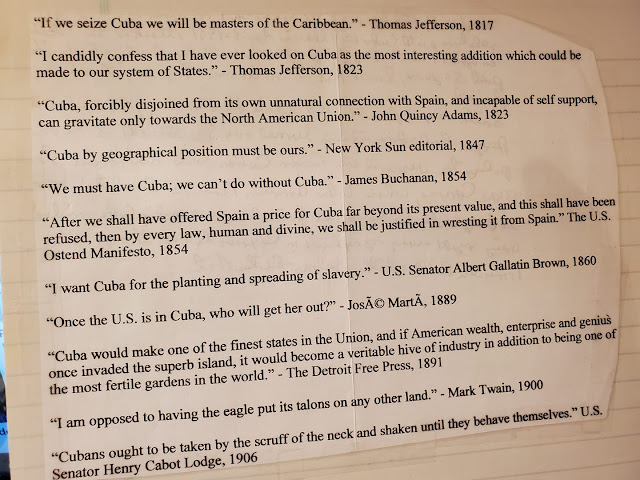 “If we seize Cuba we will be masters of the Caribbean.” - Thomas Jefferson, 1817
“I candidly confess that I have ever looked on Cuba as the most interesting addition which could be
made to our system of States.” - Thomas Jefferson, 1823
“Cuba, forcibly disjoined from its own unnatural connection with Spain, and incapable of self support,
can gravitate only towards the North American Union.” - John Quincy Adams, 1823
“Cuba by geographical position must be ours.” - New York Sun editorial, 1847
“We must have Cuba; we can’t do without Cuba.” - James Buchanan, 1854
“After we shall have offered Spain a price for Cuba far beyond its present value, and this shall have been
refused, then by every law, human and divine, we shall be justified in wresting it from Spain.” The U.S.
Ostend Manifesto, 1854
“I want Cuba for the planting and spreading of slavery.” - U.S. Senator Albert Gallatin Brown, 1860
“Once the U.S. is in Cuba, who will get her out?” - JosÃ© MartÃ, 1889
“Cuba would make one of the finest states in the Union, and if American wealth, enterprise and genius
once invaded the superb island, it would become a veritable hive of industry in addition to being one of
the most fertile gardens in the world.” - The Detroit Free Press, 1891
“I am opposed to having the eagle put its talons on any other land.” - Mark Twain, 1900
“Cubans ought to be taken by the scruff of the neck and shaken until they behave themselves.” U.S.
Senator Henry Cabot Lodge, 1906